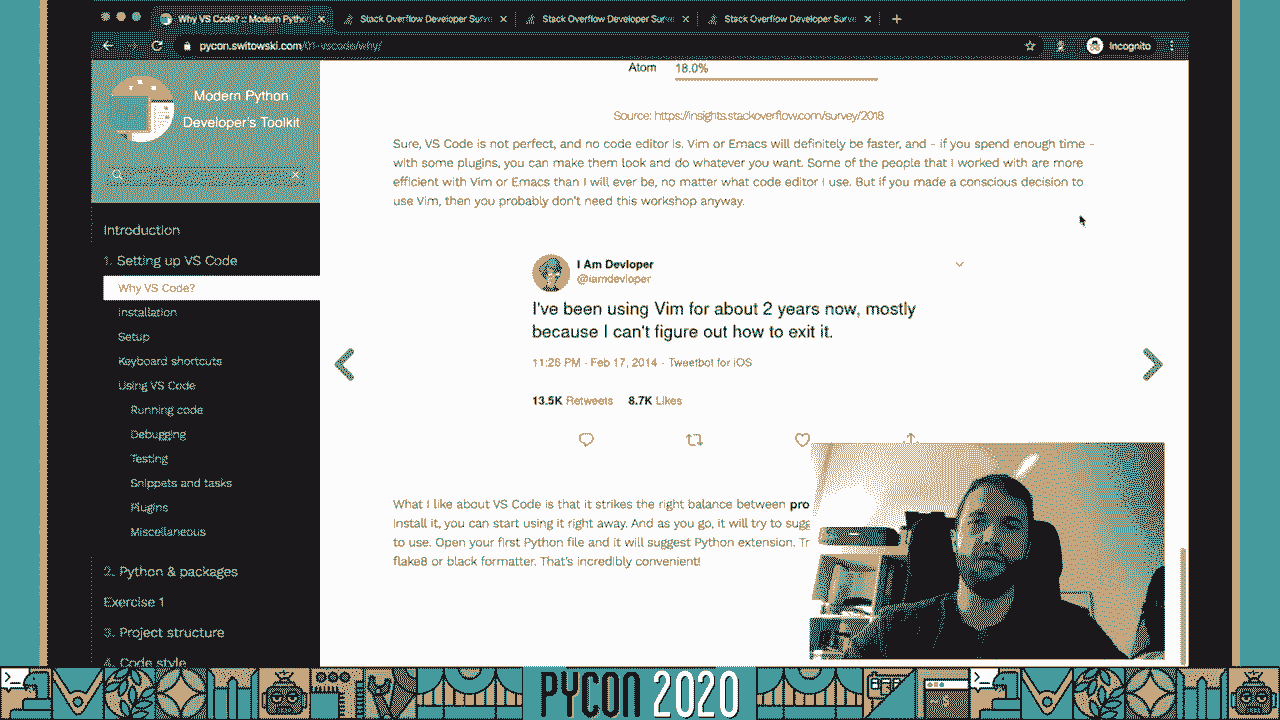 Why VS Code? :: Modern Pytho
Stack Overflow Developer Surve
Stack Overflow Developer Surve
Stack Overflow Developer Surve
pycon.switowski.com/01-vscode/why/
Incognito
Modern Python
Developer's Toolkit
Introduction
1. Setting up VS Code
Why VS Code?
Installation
Setup
Keyboard shortcuts
Using VS Code
Running code
Debugging
Testing
Snippets and tasks
Plugins
Miscellaneous
2. Python & packages
Exercise 1
3. Project structure
4. Code style
Atom 18.0%
Source: https://insights.stackoverflow.com/survey/2018
Sure, VS Code is not perfect, and no code editor is. Vim or Emacs will definitely be faster, and - if you spend enough time -
with some plugins, you can make them look and do whatever you want. Some of the people that I worked with are more
efficient with Vim or Emacs than I will ever be, no matter what code editor I use. But if you made a conscious decision to
use Vim, then you probably don't need this workshop anyway.
I Am Devloper
@iamdevloper
I've been using Vim for about 2 years now, mostly
because I can't figure out how to exit it.
11:26 PM · Feb 17, 2014 · Tweetbot for iOS
13.5K Retweets 8.7K Likes
What I like about VS Code is that it strikes the right balance between pro
install it, you can start using it right away. And as you go, it will try to sugg
to use. Open your first Python file and it will suggest Python extension. Tr
flake8 or black formatter. That's incredibly convenient!
PYCON 2020